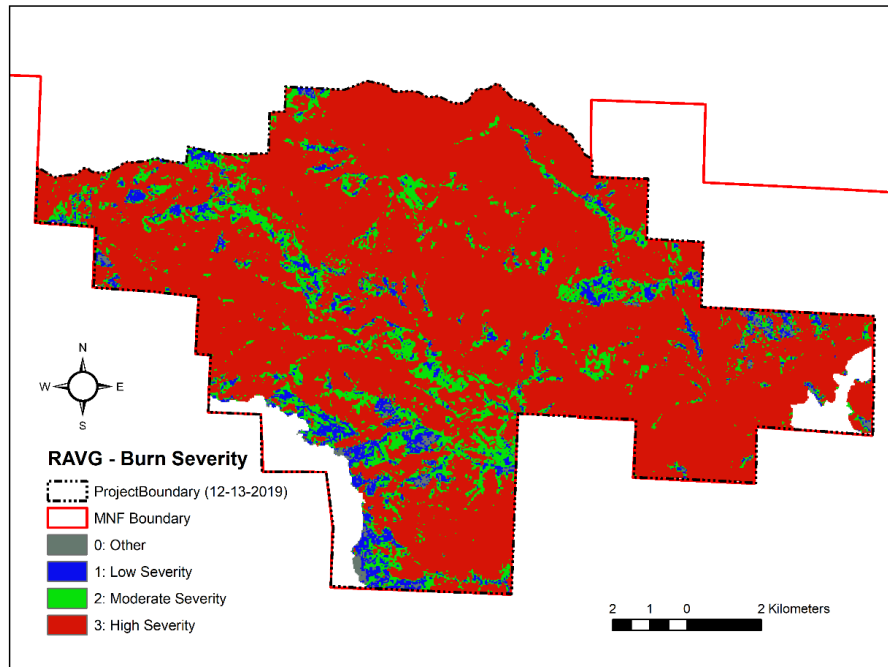 N
W E
S
RAVG - Burn Severity
ProjectBoundary (12-13-2019)
MNF Boundary
0: Other
1: Low Severity
2: Moderate Severity
3: High Severity
2 1 0 2 Kilometers